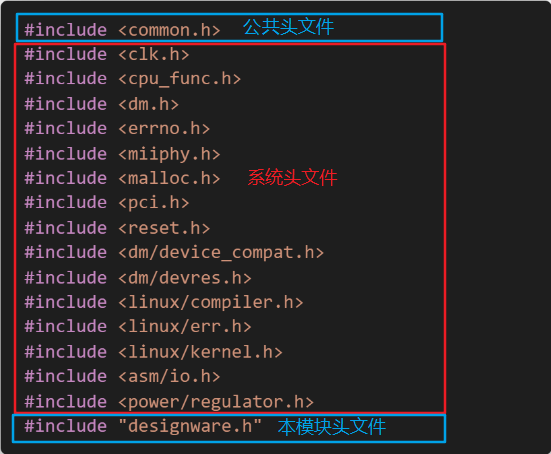 #include <common.h> 公共头文件
#include <clk.h>
#include <cpu_func.h>
#include <dm.h>
#include <errno.h>
#include <miiphy.h>
#include <malloc.h> 系统头文件
#include <pci.h>
#include <reset.h>
#include <dm/device_compat.h>
#include <dm/devres.h>
#include <linux/compiler.h>
#include <linux/err.h>
#include <linux/kernel.h>
#include <asm/io.h>
#include <power/regulator.h>
#include "designware.h" 本模块头文件